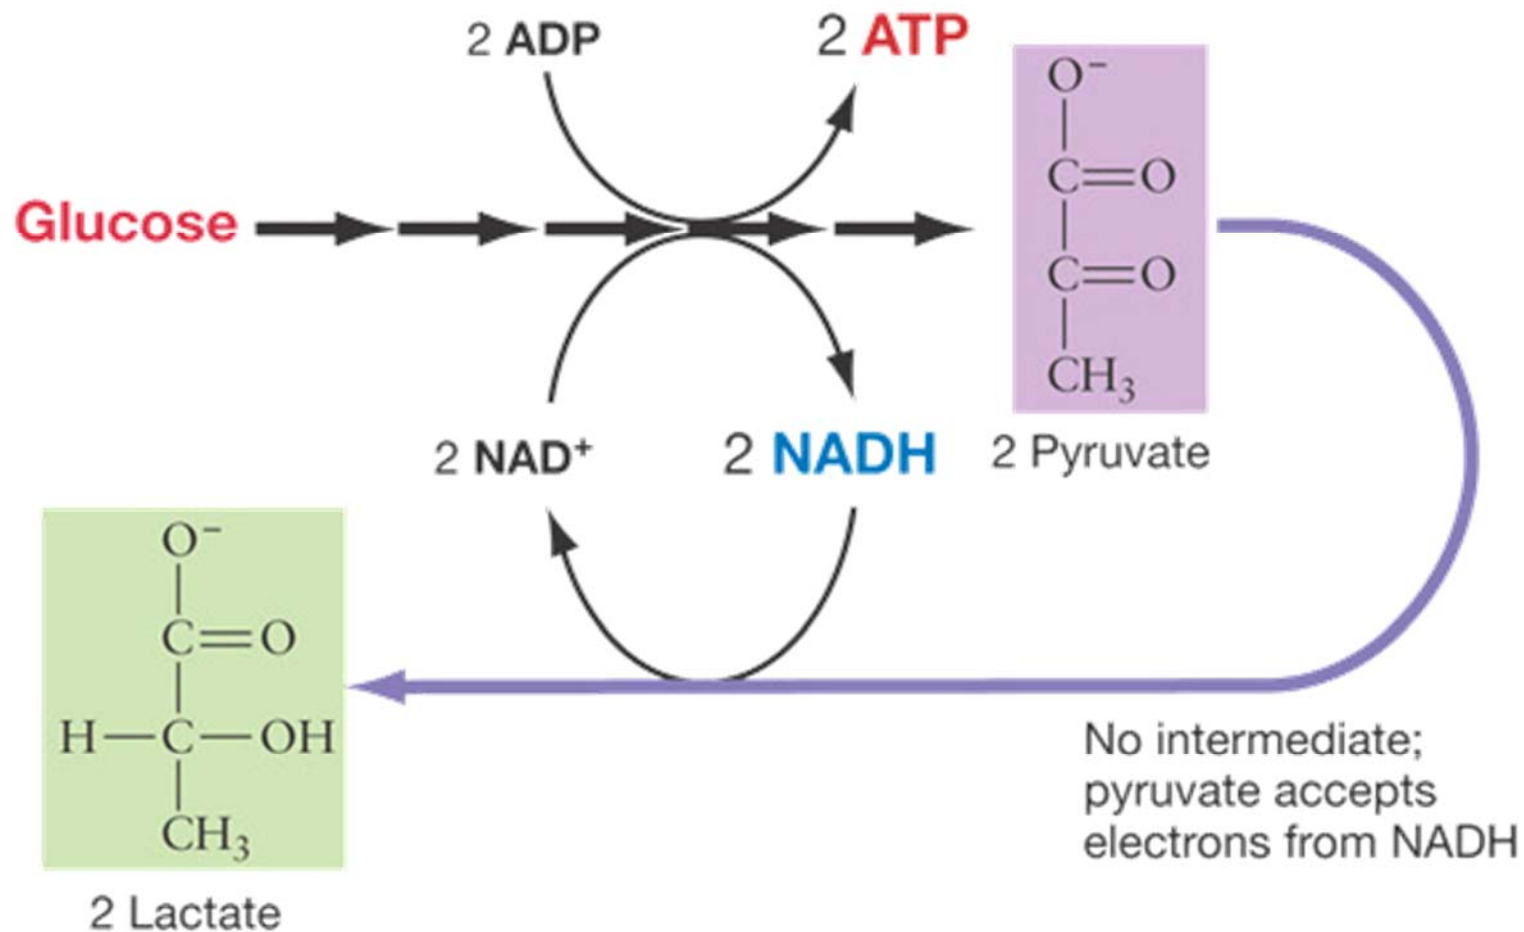 2 ADP
2 ATP
Glucose
O⁻
C=O
C=O
CH₃
2 NAD⁺
2 NADH
2 Pyruvate
O⁻
C=O
H—C—OH
CH₃
2 Lactate
No intermediate;
pyruvate accepts
electrons from NADH